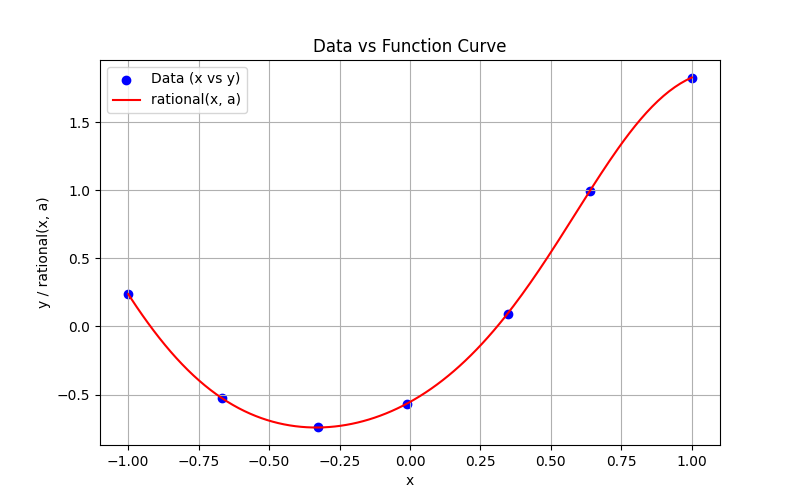 Data vs Function Curve
Data (x vs y)
rational(x, a)
y / rational(x, a)
1.5
1.0
0.5
0.0
−0.5
−1.00 −0.75 −0.50 −0.25 0.00 0.25 0.50 0.75 1.00
x